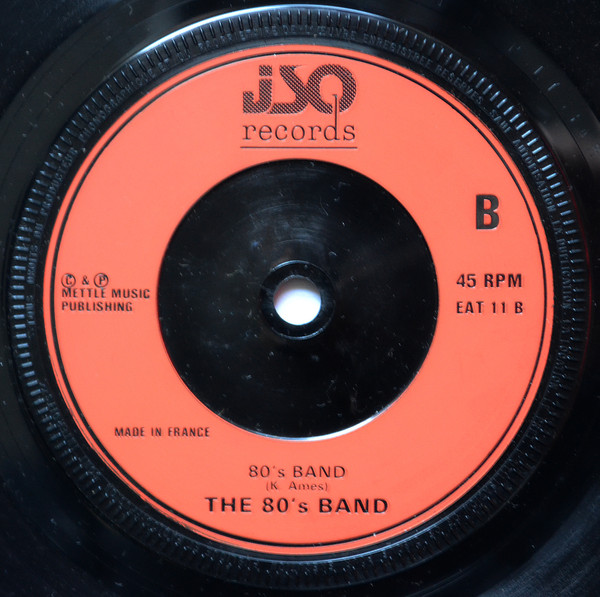 jSQ
records
B
Ⓒ & Ⓟ
METTLE MUSIC
PUBLISHING
45 RPM
EAT 11 B
MADE IN FRANCE
80's BAND
(K. Ames)
THE 80's BAND